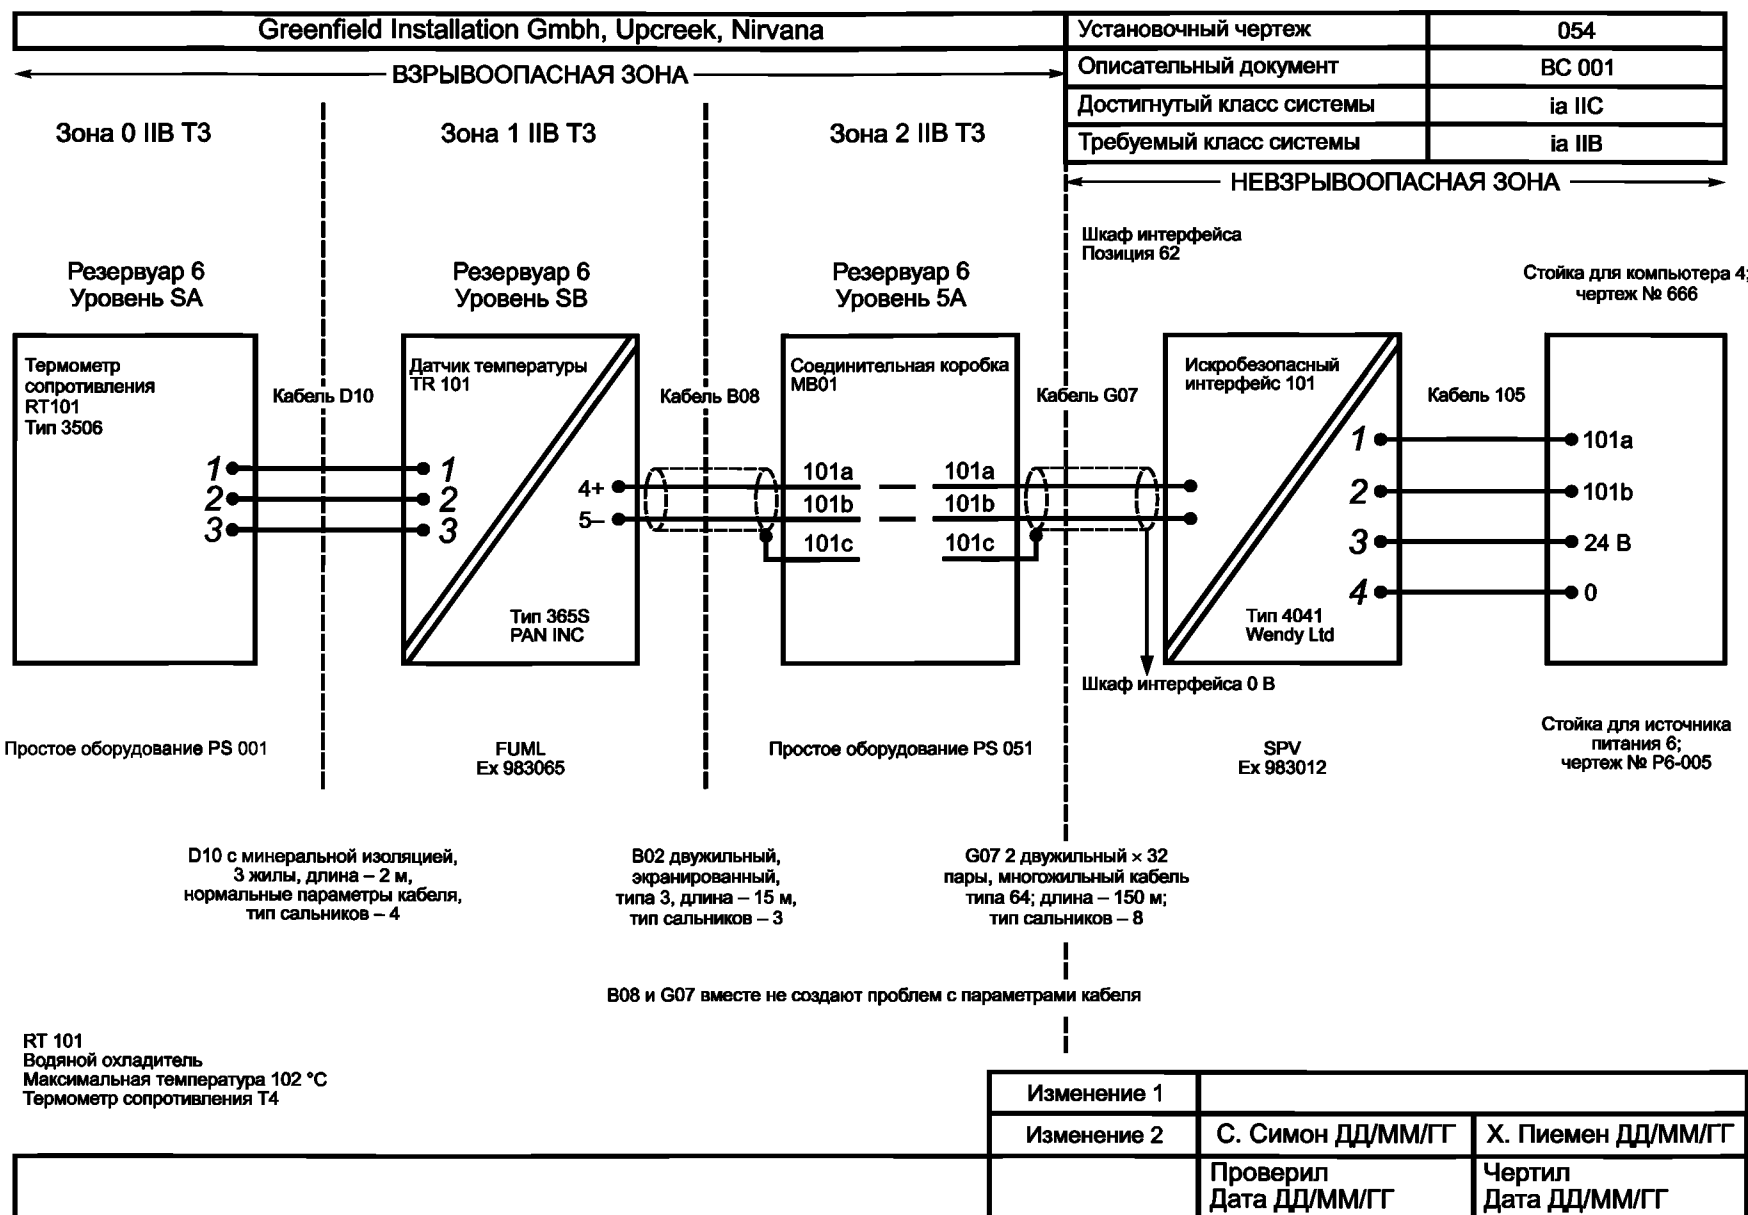 Greenfield Installation Gmbh, Upcreek, Nirvana
Установочный чертеж 054
Описательный документ BC 001
Достигнутый класс системы ia IIC
Требуемый класс системы ia IIB
ВЗРЫВООПАСНАЯ ЗОНА
НЕВЗРЫВООПАСНАЯ ЗОНА
Зона 0 IIB T3
Зона 1 IIB T3
Зона 2 IIB T3
Шкаф интерфейса
Позиция 62
Резервуар 6
Уровень SA
Резервуар 6
Уровень SB
Резервуар 6
Уровень 5A
Стойка для компьютера 4;
чертеж № 666
Термометр
сопротивления
RT101
Тип 3506
1
2
3
Кабель D10
Датчик температуры
TR 101
1
2
3
4+
5–
Тип 365S
PAN INC
Кабель B08
Соединительная коробка
MB01
101a 101a
101b 101b
101c 101c
Кабель G07
Искробезопасный
интерфейс 101
1
2
3
4
Тип 4041
Wendy Ltd
Кабель 105
101a
101b
24 В
0
Шкаф интерфейса 0 В
Простое оборудование PS 001
FUML
Ex 983065
Простое оборудование PS 051
SPV
Ex 983012
Стойка для источника
питания 6;
чертеж № P6-005
D10 с минеральной изоляцией,
3 жилы, длина – 2 м,
нормальные параметры кабеля,
тип сальников – 4
B02 двужильный,
экранированный,
типа 3, длина – 15 м,
тип сальников – 3
G07 2 двужильный × 32
пары, многожильный кабель
типа 64; длина – 150 м;
тип сальников – 8
B08 и G07 вместе не создают проблем с параметрами кабеля
RT 101
Водяной охладитель
Максимальная температура 102 °C
Термометр сопротивления T4
Изменение 1
Изменение 2 С. Симон ДД/ММ/ГГ Х. Пиемен ДД/ММ/ГГ
Проверил
Дата ДД/ММ/ГГ
Чертил
Дата ДД/ММ/ГГ